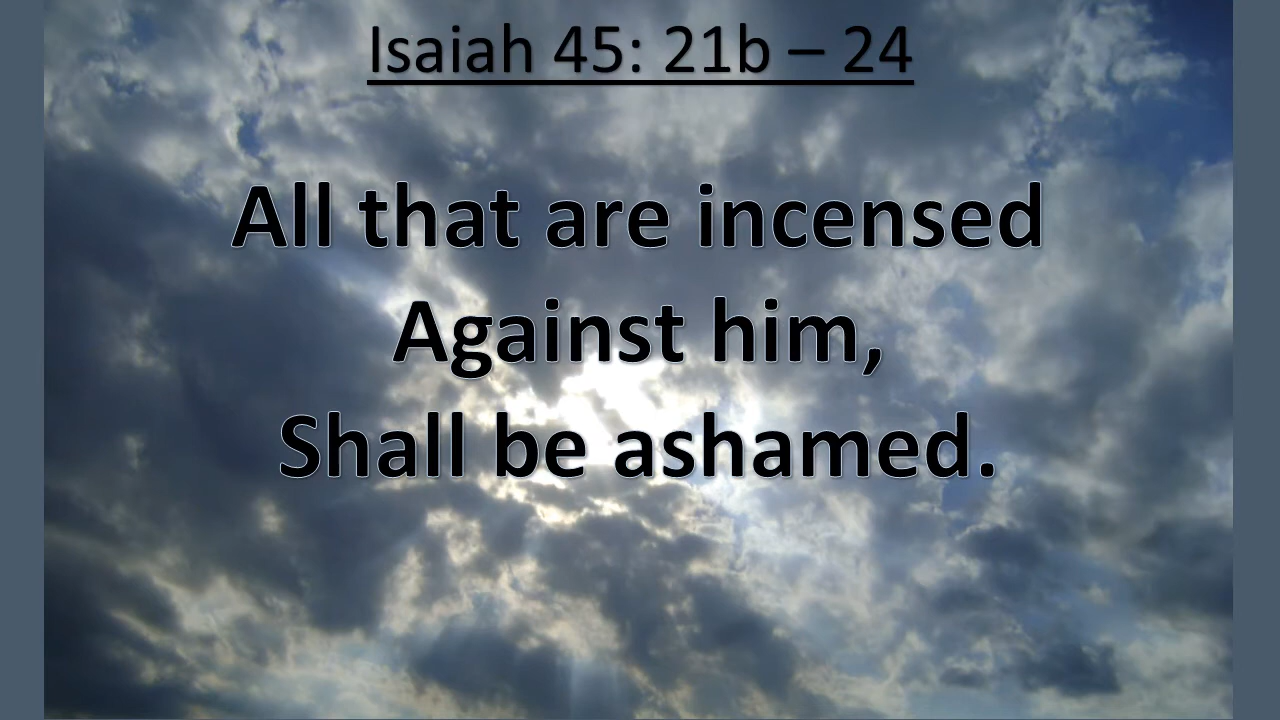 Isaiah 45: 21b – 24
All that are incensed
Against him,
Shall be ashamed.